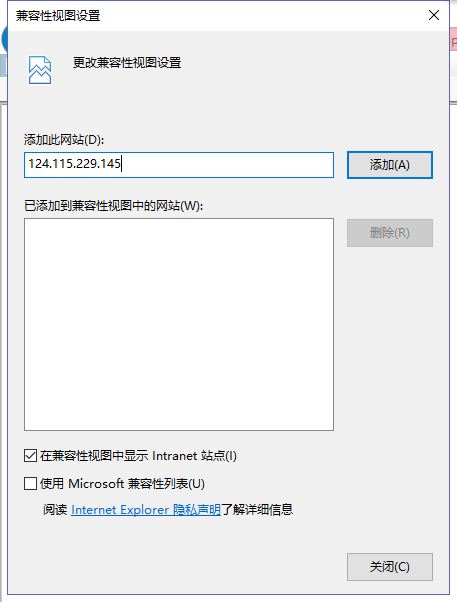 兼容性视图设置
更改兼容性视图设置
添加此网站(D):
124.115.229.145
添加(A)
已添加到兼容性视图中的网站(W):
删除(R)
在兼容性视图中显示 Intranet 站点(I)
使用 Microsoft 兼容性列表(U)
阅读 Internet Explorer 隐私声明了解详细信息
关闭(C)